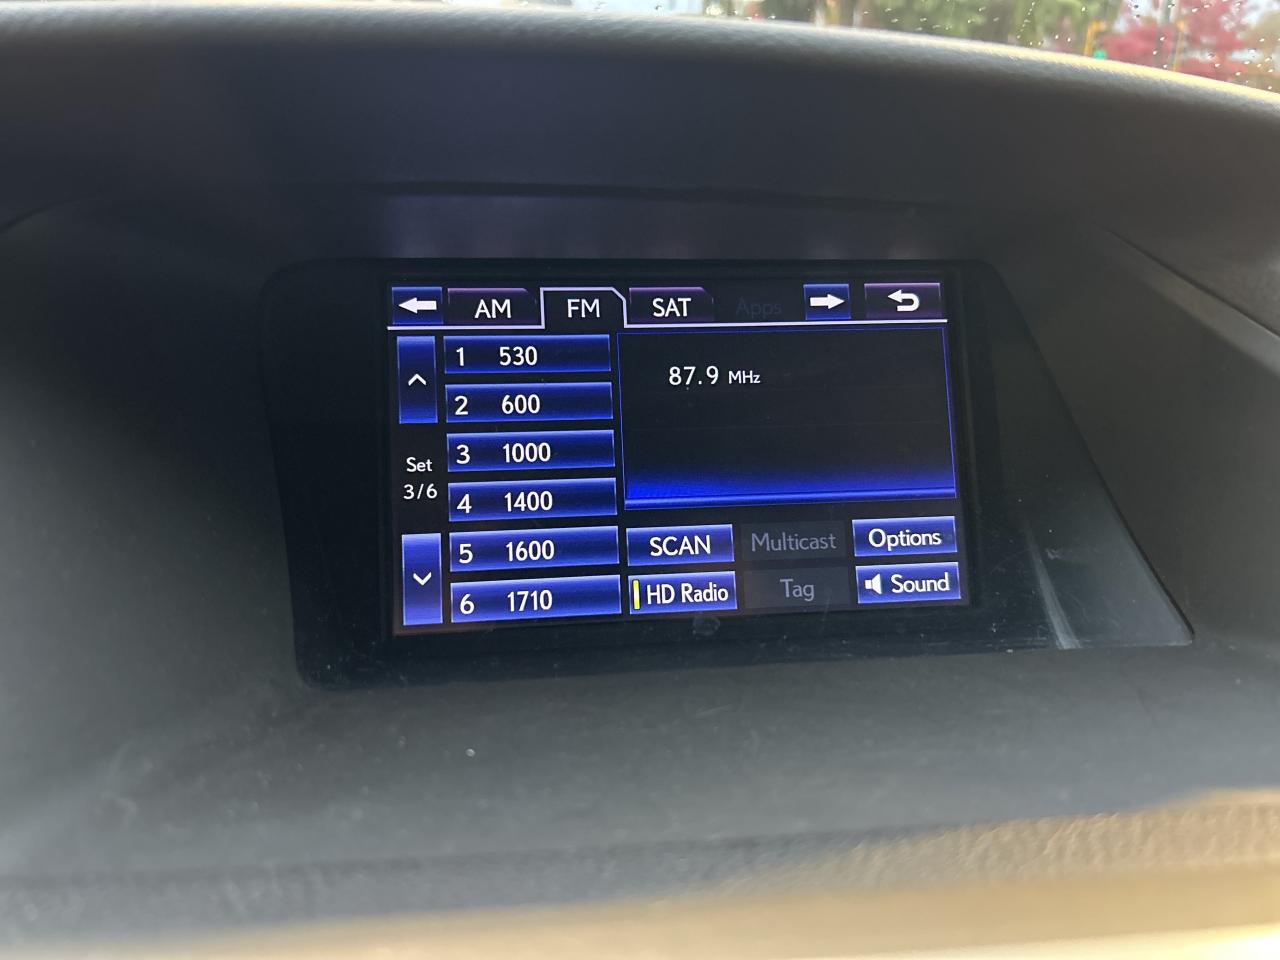 AM FM SAT Apps
1 530
2 600
3 1000
4 1400
5 1600
6 1710
Set
3/6
87.9 MHz
SCAN Multicast Options
HD Radio Tag Sound